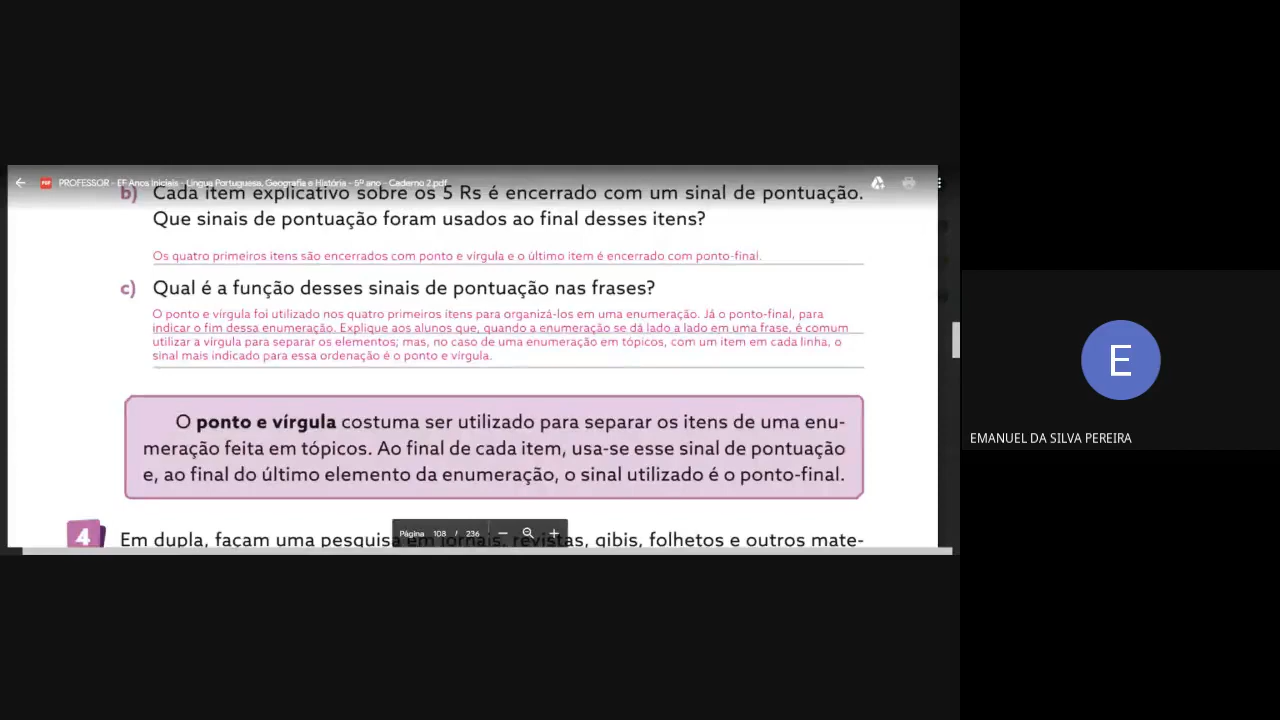 PDF PROFESSOR - EF Anos Iniciais - Língua Portuguesa, Geografia e História - 5º ano - Caderno 2.pdf
b) Cada item explicativo sobre os 5 Rs é encerrado com um sinal de pontuação.
Que sinais de pontuação foram usados ao final desses itens?
Os quatro primeiros itens são encerrados com ponto e vírgula e o último item é encerrado com ponto-final.
c) Qual é a função desses sinais de pontuação nas frases?
O ponto e vírgula foi utilizado nos quatro primeiros itens para organizá-los em uma enumeração. Já o ponto-final, para
indicar o fim dessa enumeração. Explique aos alunos que, quando a enumeração se dá lado a lado em uma frase, é comum
utilizar a vírgula para separar os elementos; mas, no caso de uma enumeração em tópicos, com um item em cada linha, o
sinal mais indicado para essa ordenação é o ponto e vírgula.
O ponto e vírgula costuma ser utilizado para separar os itens de uma enu-
meração feita em tópicos. Ao final de cada item, usa-se esse sinal de pontuação
e, ao final do último elemento da enumeração, o sinal utilizado é o ponto-final.
4 Em dupla, façam uma pesquisa em jornais, revistas, gibis, folhetos e outros mate-
Página 108 / 236
E
EMANUEL DA SILVA PEREIRA